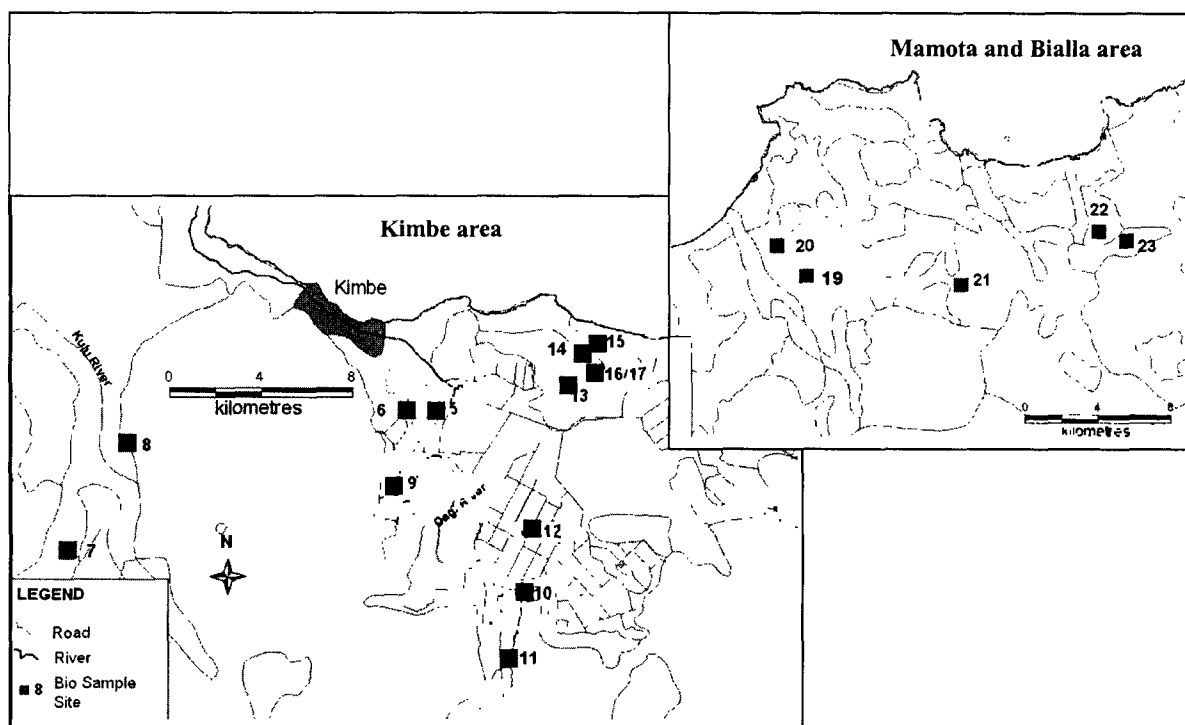 Mamota and Bialla area
22
23
20
19
21
0 4 8
kilometres
Kimbe area
Kimbe
15
14
16/17
13
Kulu River
0 4 8
kilometres
6
5
8
9
12
7
N
10
11
LEGEND
Road
River
8 Bio Sample
Site